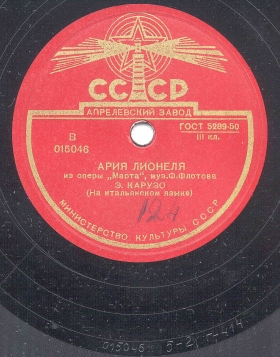 СССР
АПРЕЛЕВСКИЙ ЗАВОД
В
015046
ГОСТ 5289-50
III кл.
АРИЯ ЛИОНЕЛЯ
из оперы „Марта", муз. Ф. Флотова
Э. КАРУЗО
(На итальянском языке)
МИНИСТЕРСТВО КУЛЬТУРЫ СССР
015046